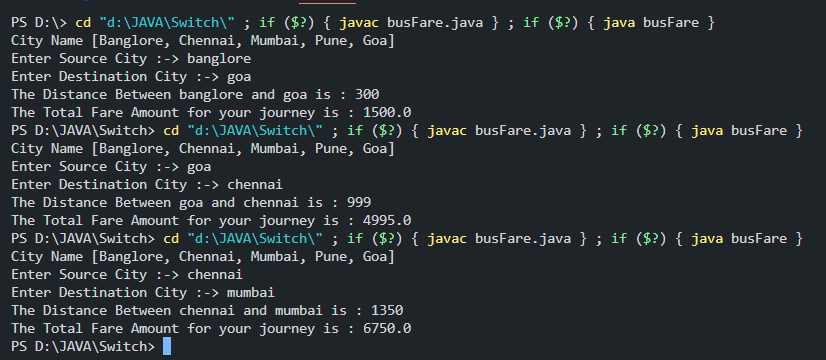 PS D:\> cd "d:\JAVA\Switch\" ; if ($?) { javac busFare.java } ; if ($?) { java busFare }
City Name [Banglore, Chennai, Mumbai, Pune, Goa]
Enter Source City :-> banglore
Enter Destination City :-> goa
The Distance Between banglore and goa is : 300
The Total Fare Amount for your journey is : 1500.0
PS D:\JAVA\Switch> cd "d:\JAVA\Switch\" ; if ($?) { javac busFare.java } ; if ($?) { java busFare }
City Name [Banglore, Chennai, Mumbai, Pune, Goa]
Enter Source City :-> goa
Enter Destination City :-> chennai
The Distance Between goa and chennai is : 999
The Total Fare Amount for your journey is : 4995.0
PS D:\JAVA\Switch> cd "d:\JAVA\Switch\" ; if ($?) { javac busFare.java } ; if ($?) { java busFare }
City Name [Banglore, Chennai, Mumbai, Pune, Goa]
Enter Source City :-> chennai
Enter Destination City :-> mumbai
The Distance Between chennai and mumbai is : 1350
The Total Fare Amount for your journey is : 6750.0
PS D:\JAVA\Switch>